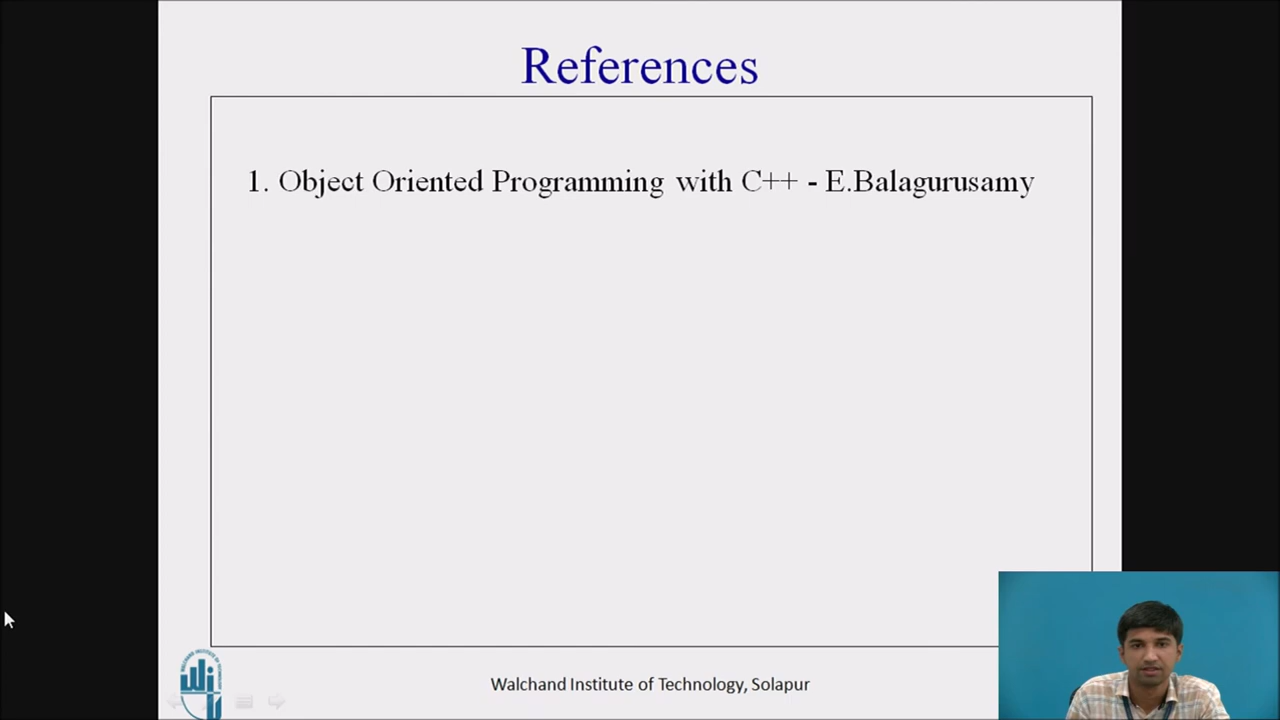 References
1. Object Oriented Programming with C++ - E.Balagurusamy
Walchand Institute of Technology, Solapur